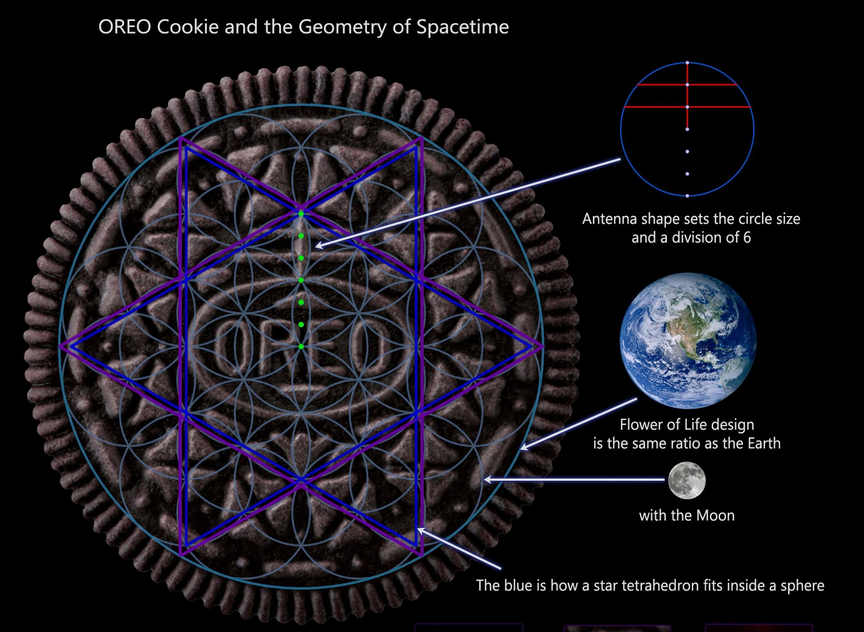 OREO Cookie and the Geometry of Spacetime
Antenna shape sets the circle size
and a division of 6
OREO
Flower of Life design
is the same ratio as the Earth
with the Moon
The blue is how a star tetrahedron fits inside a sphere